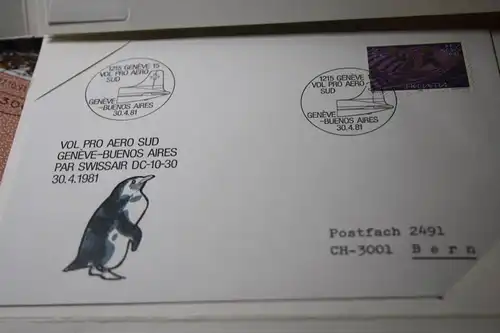 1215 GENÈVE 15
VOL PRO AERO
SUD
GENÈVE
-BUENOS AIRES
30.4.81
1215 GENÈVE
VOL PRO AERO
SUD
GENÈVE
-BUENOS AIRES
30.4.81
HELVETIA
VOL PRO AERO SUD
GENÈVE-BUENOS AIRES
PAR SWISSAIR DC-10-30
30.4.1981
Postfach 2491
CH-3001 Bern